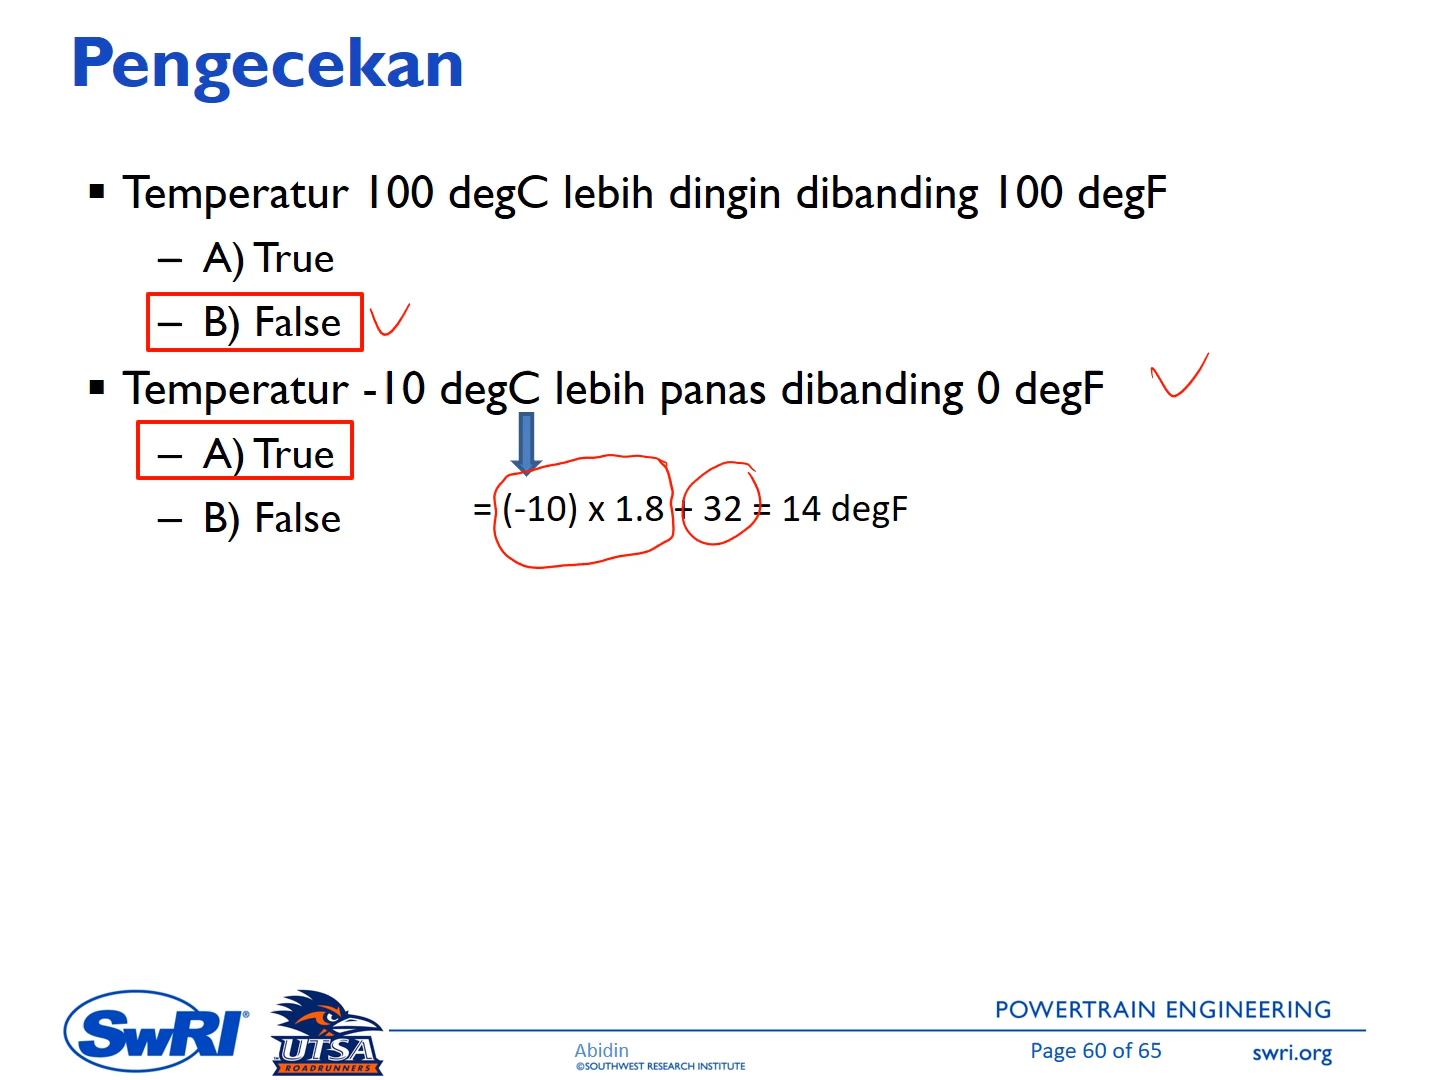 Pengecekan
▪ Temperatur 100 degC lebih dingin dibanding 100 degF
– A) True
– B) False
▪ Temperatur -10 degC lebih panas dibanding 0 degF
– A) True
= (-10) x 1.8 + 32 = 14 degF
– B) False
SwRI®
UTSA
ROADRUNNERS
POWERTRAIN ENGINEERING
Abidin
©SOUTHWEST RESEARCH INSTITUTE
Page 60 of 65
swri.org